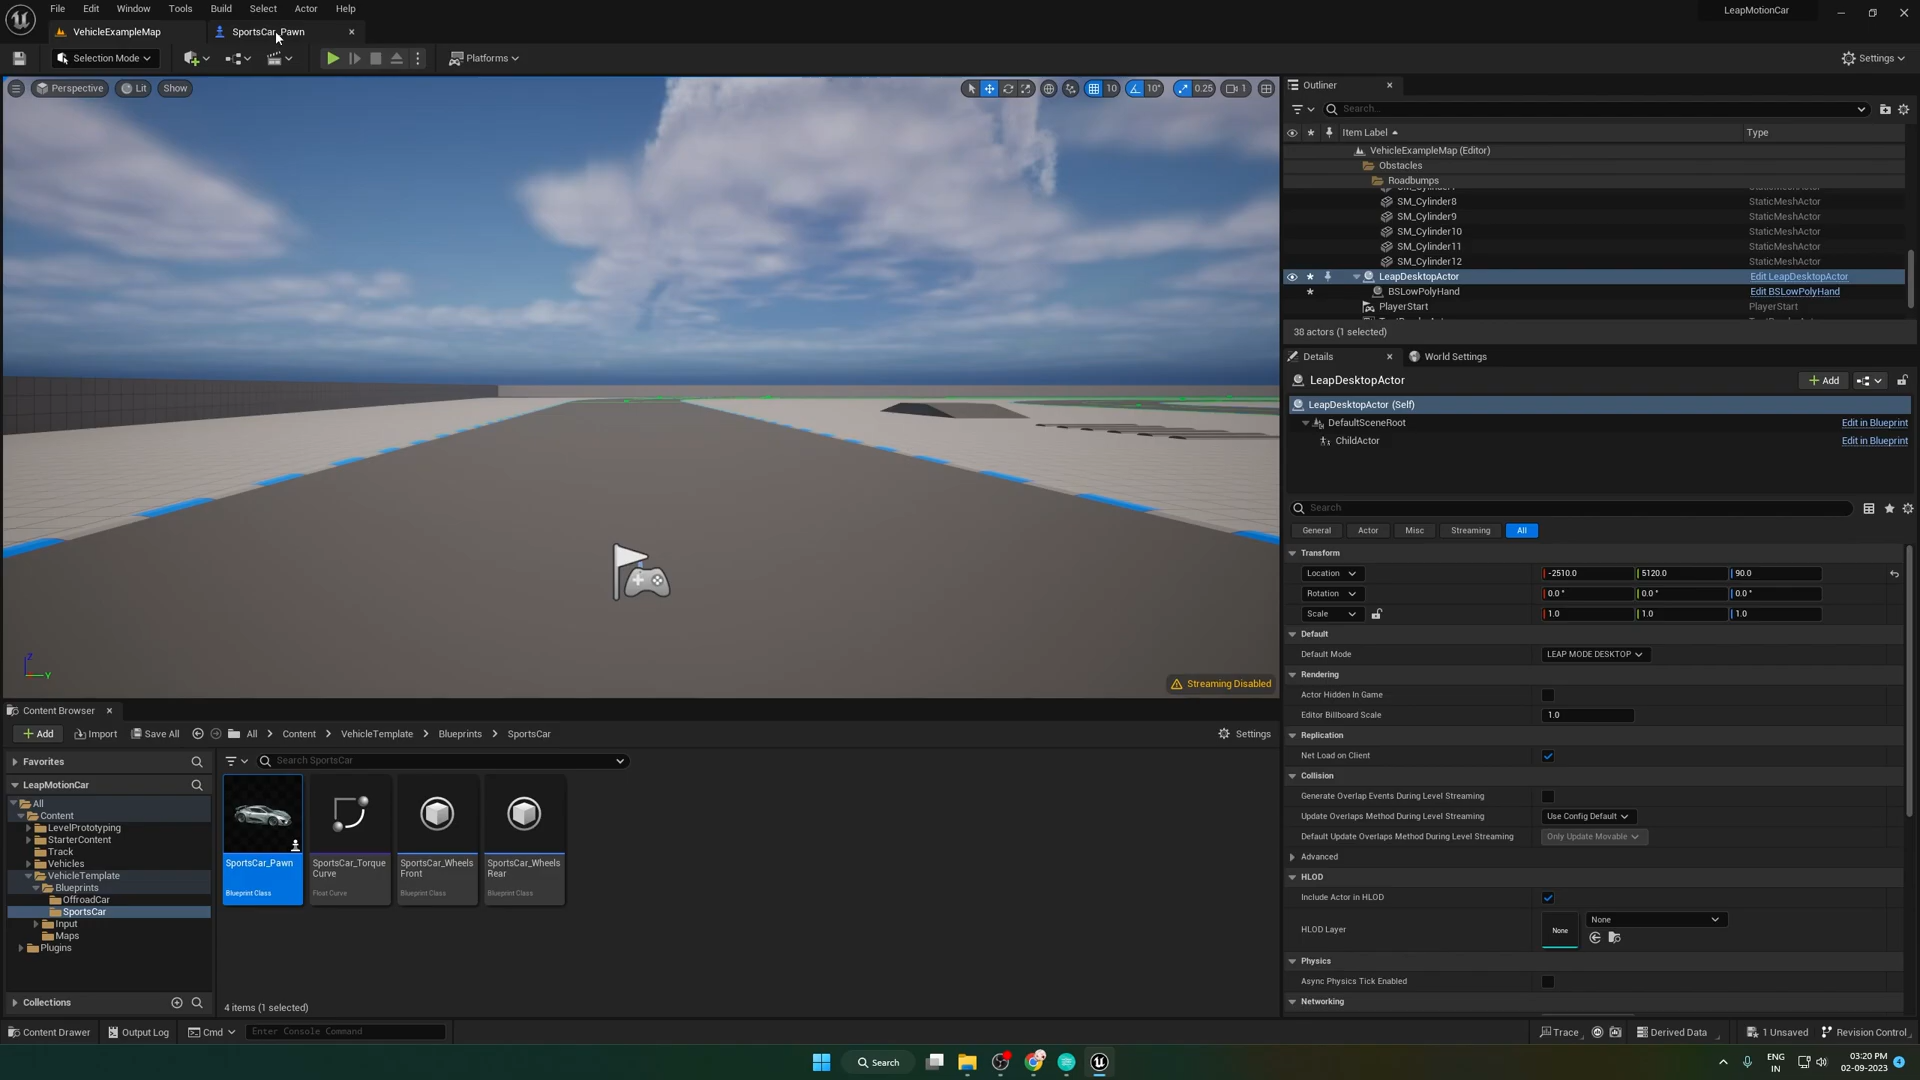 File Edit Window Tools Build Select Actor Help
LeapMotionCar
VehicleExampleMap
SportsCar_Pawn
Selection Mode
Platforms
Settings
Perspective Lit Show
10 10° 0.25 1
Outliner
Search...
Item Label Type
VehicleExampleMap (Editor)
Obstacles
Roadbumps
SM_Cylinder8 StaticMeshActor
SM_Cylinder9 StaticMeshActor
SM_Cylinder10 StaticMeshActor
SM_Cylinder11 StaticMeshActor
SM_Cylinder12 StaticMeshActor
LeapDesktopActor Edit LeapDesktopActor
BSLowPolyHand Edit BSLowPolyHand
PlayerStart PlayerStart
38 actors (1 selected)
Details World Settings
LeapDesktopActor
Add
LeapDesktopActor (Self)
DefaultSceneRoot Edit in Blueprint
ChildActor Edit in Blueprint
Search
General Actor Misc Streaming All
Transform
Location -2510.0 5120.0 90.0
Rotation 0.0 ° 0.0 ° 0.0 °
Scale 1.0 1.0 1.0
Default
Default Mode LEAP MODE DESKTOP
Rendering
Actor Hidden In Game
Editor Billboard Scale 1.0
Replication
Net Load on Client
Collision
Generate Overlap Events During Level Streaming
Update Overlaps Method During Level Streaming Use Config Default
Default Update Overlaps Method During Level Streaming Only Update Movable
Advanced
HLOD
Include Actor in HLOD
HLOD Layer None None
Physics
Async Physics Tick Enabled
Networking
Z
Y
Streaming Disabled
Content Browser
Add Import Save All All Content VehicleTemplate Blueprints SportsCar Settings
Favorites
LeapMotionCar
All
Content
LevelPrototyping
StarterContent
Track
Vehicles
VehicleTemplate
Blueprints
OffroadCar
SportsCar
Input
Maps
Plugins
Collections
Search SportsCar
SportsCar_Pawn
Blueprint Class
SportsCar_Torque
Curve
Float Curve
SportsCar_Wheels
Front
Blueprint Class
SportsCar_Wheels
Rear
Blueprint Class
4 items (1 selected)
Content Drawer Output Log Cmd Enter Console Command
Trace Derived Data 1 Unsaved Revision Control
Search
ENG
IN
03:20 PM
02-09-2023
4